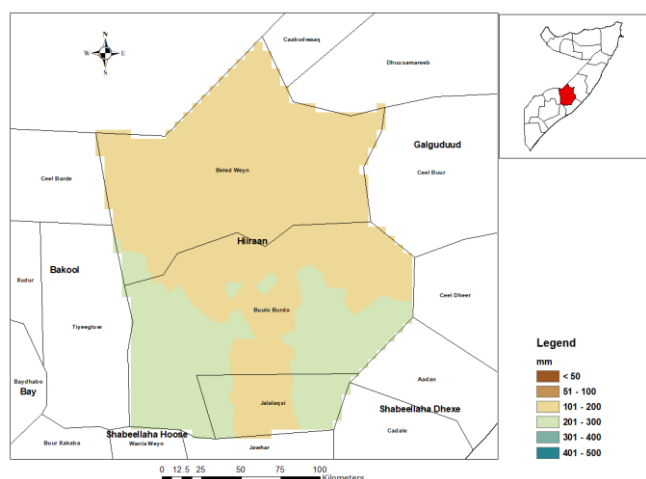 N
W E
S
Caabudwaaq
Dhuusamareeb
Galguduud
Ceel Barde
Beled Weyn
Ceel Buur
Hiiraan
Bakool
Xudur
Ceel Dheer
Buulo Burdo
Tiyeeglow
Aadan
Baydhabo
Bay
Jalalaqsi
Shabeellaha Dhexe
Shabeellaha Hoose
Cadale
Buur Xakaba
Wanla Weyn
Jawhar
Legend
mm
< 50
51 - 100
101 - 200
201 - 300
301 - 400
401 - 500
0 12.5 25 50 75 100
Kilometers